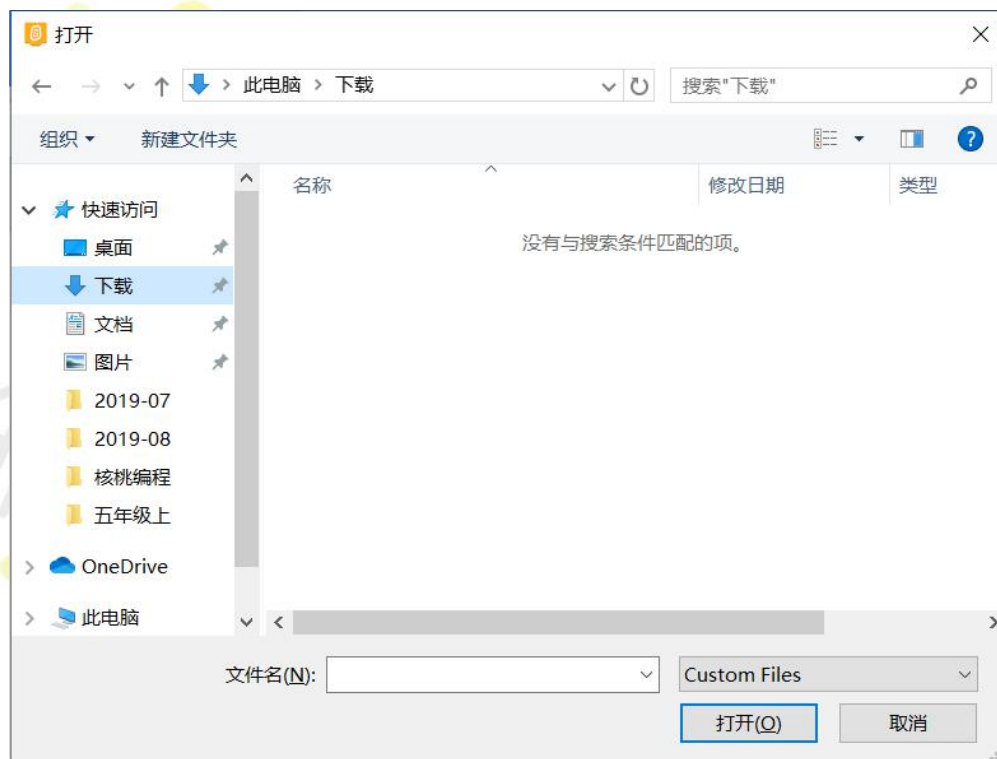 打开
此电脑 > 下载
搜索"下载"
组织
新建文件夹
名称
修改日期
类型
没有与搜索条件匹配的项。
快速访问
桌面
下载
文档
图片
2019-07
2019-08
核桃编程
五年级上
OneDrive
此电脑
文件名(N):
Custom Files
打开(O)
取消